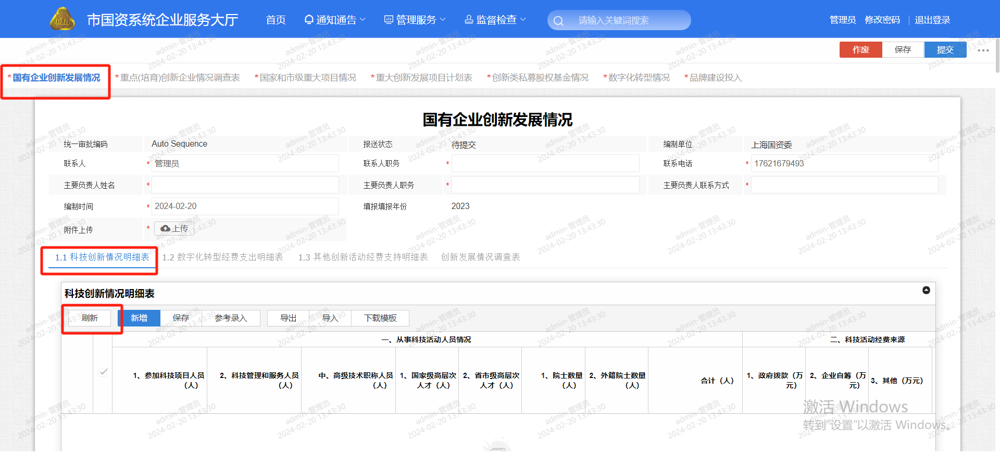 市国资系统企业服务大厅
首页
通知通告
管理服务
监督检查
请输入关键词搜索
管理员 修改密码 | 退出登录
作废 保存 提交 •••
*国有企业创新发展情况 *重点(培育)创新企业情况调查表 *国家和市级重大项目情况 *重大创新发展项目计划表 *创新类私募股权基金情况 *数字化转型情况 *品牌建设投入
国有企业创新发展情况
统一审批编码 Auto Sequence 报送状态 待提交 编制单位 上海国资委
联系人 * 管理员 联系人职务 * 联系电话 * 17621679493
主要负责人姓名 * 主要负责人职务 * 主要负责人联系方式 *
编制时间 * 2024-02-20 填报填报年份 2023
附件上传 * 上传
1.1 科技创新情况明细表 1.2 数字化转型经费支出明细表 1.3 其他创新活动经费支持明细表 创新发展情况调查表
科技创新情况明细表
刷新 新增 保存 参考录入 导出 导入 下载模板
一、从事科技活动人员情况 二、科技活动经费来源
1、参加科技项目人员（人）
2、科技管理和服务人员（人）
中、高级技术职称人员（人）
1、国家级高层次人才（人）
2、省市级高层次人才（人）
1、院士数量（人）
2、外籍院士数量（人）
合计（人）
1、政府拨款（万元）
2、企业自筹（万元）
3、其他（万元）
激活 Windows
转到"设置"以激活 Windows。
admin-管理员
2024-02-20 13:43:30